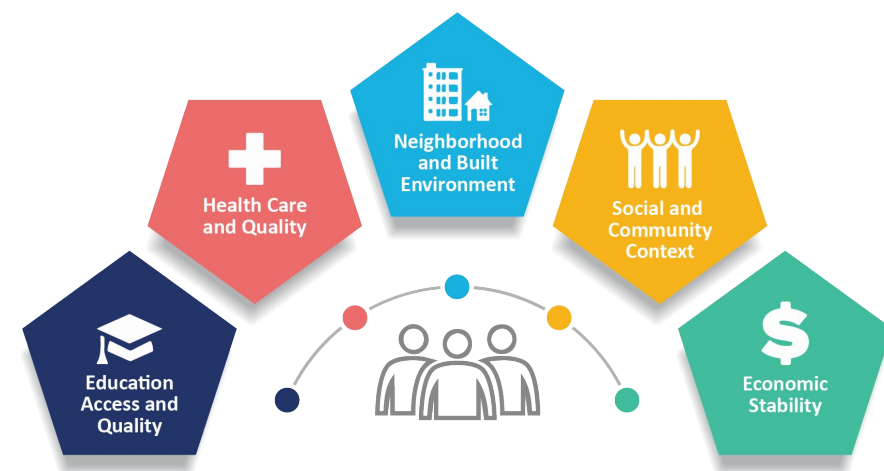 Neighborhood
and Built
Environment
Health Care
and Quality
Social and
Community
Context
Education
Access and
Quality
Economic
Stability